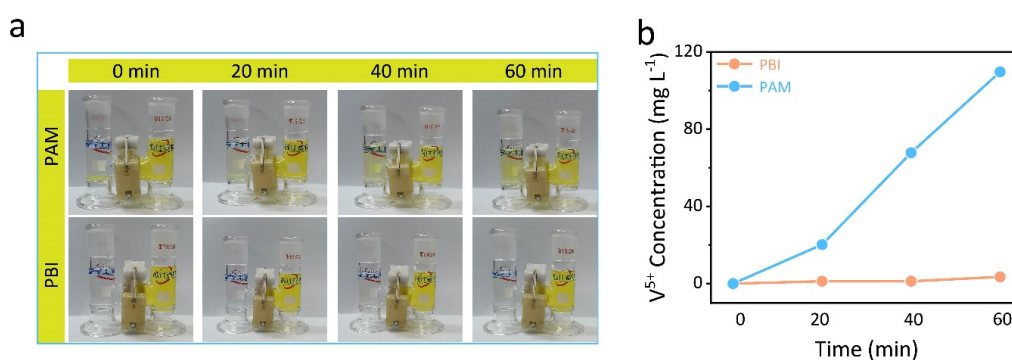 a
0 min 20 min 40 min 60 min
PAM
PBI
b
V5+ Concentration (mg L-1)
120
80
40
0
PBI
PAM
0 20 40 60
Time (min)